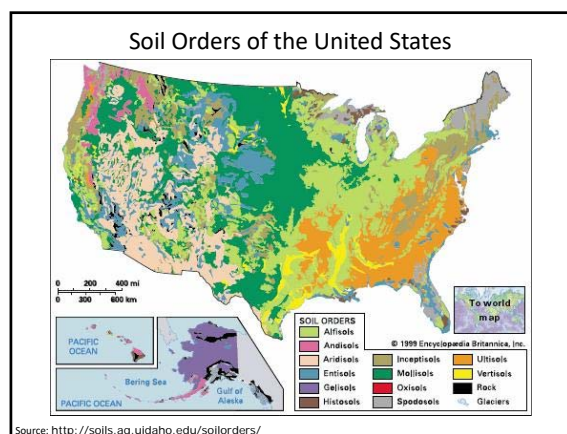 Soil Orders of the United States
0 200 400 mi
0 300 600 km
To world
map
PACIFIC
OCEAN
Bering Sea
Gulf of
Alaska
PACIFIC OCEAN
SOIL ORDERS
© 1999 Encyclopædia Britannica, Inc.
Alfisols
Andisols
Aridisols
Entisols
Gelisols
Histosols
Inceptisols
Mollisols
Oxisols
Spodosols
Ultisols
Vertisols
Rock
Glaciers
Source: http://soils.ag.uidaho.edu/soilorders/